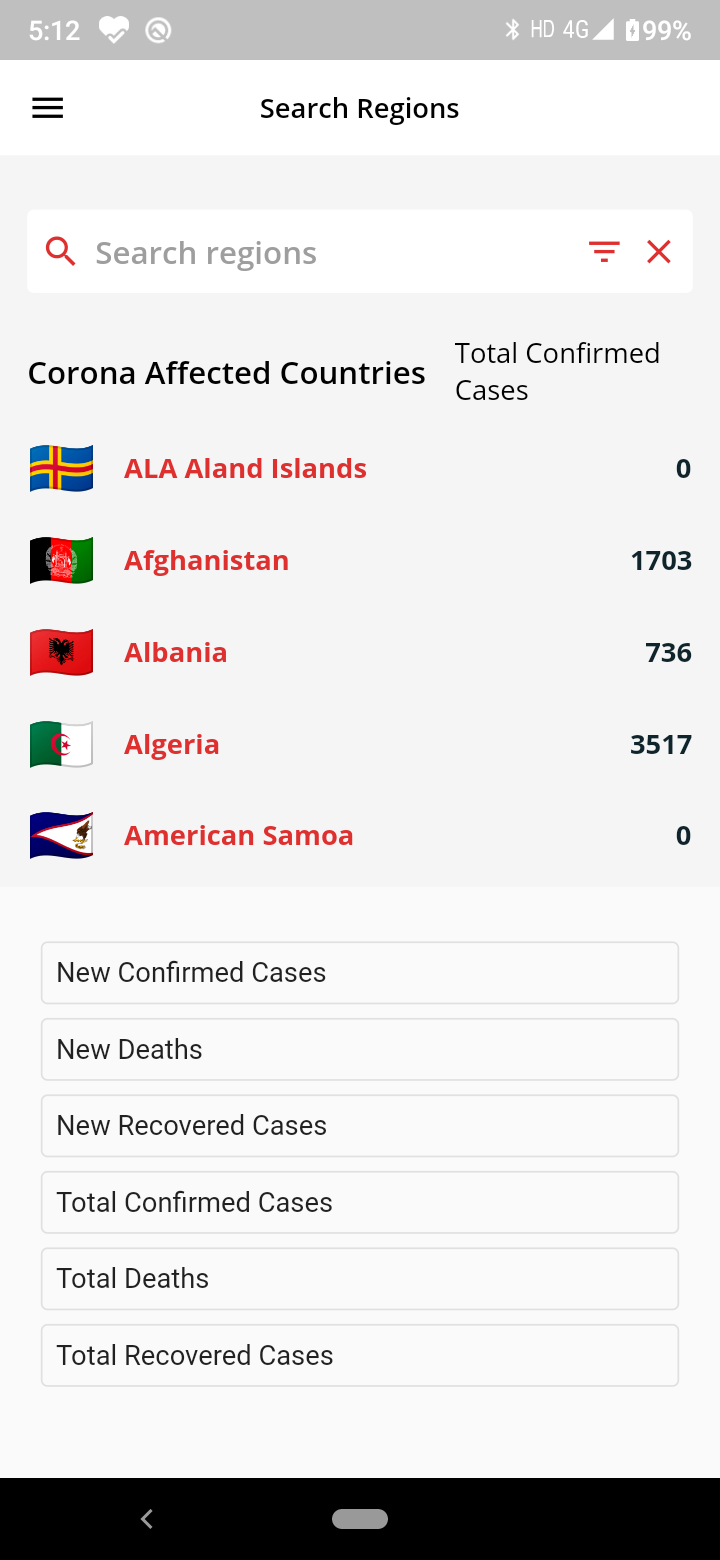 5:12 HD 4G 99%
Search Regions
Search regions
Corona Affected Countries
Total Confirmed
Cases
ALA Aland Islands 0
Afghanistan 1703
Albania 736
Algeria 3517
American Samoa 0
New Confirmed Cases
New Deaths
New Recovered Cases
Total Confirmed Cases
Total Deaths
Total Recovered Cases